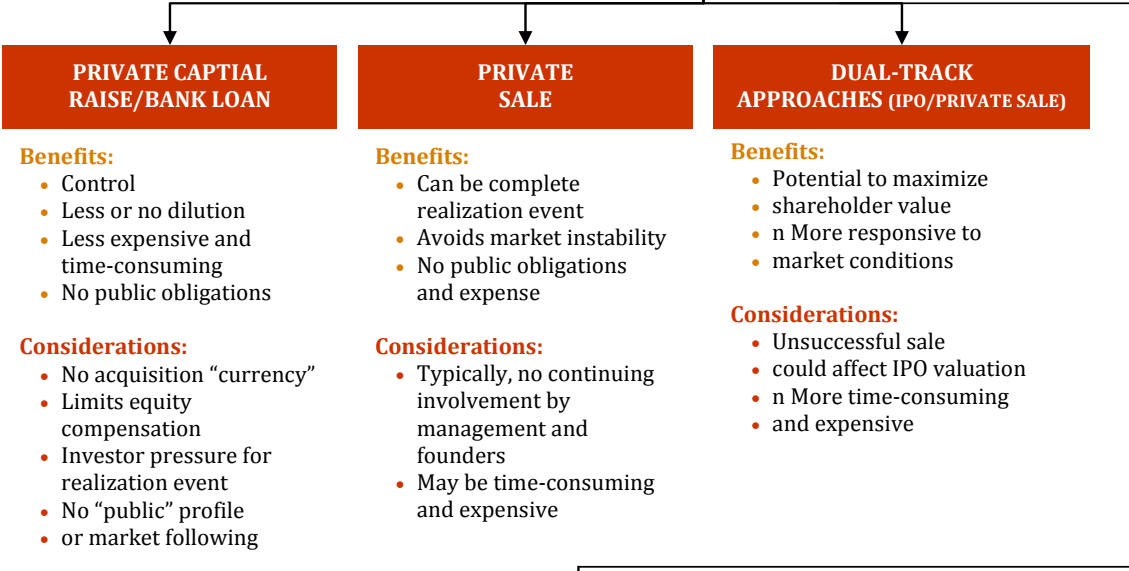 PRIVATE CAPTIAL
RAISE/BANK LOAN
Benefits:
• Control
• Less or no dilution
• Less expensive and
time-consuming
• No public obligations
Considerations:
• No acquisition “currency”
• Limits equity
compensation
• Investor pressure for
realization event
• No “public” profile
• or market following
PRIVATE
SALE
Benefits:
• Can be complete
realization event
• Avoids market instability
• No public obligations
and expense
Considerations:
• Typically, no continuing
involvement by
management and
founders
• May be time-consuming
and expensive
DUAL-TRACK
APPROACHES (IPO/PRIVATE SALE)
Benefits:
• Potential to maximize
• shareholder value
• n More responsive to
• market conditions
Considerations:
• Unsuccessful sale
• could affect IPO valuation
• n More time-consuming
• and expensive